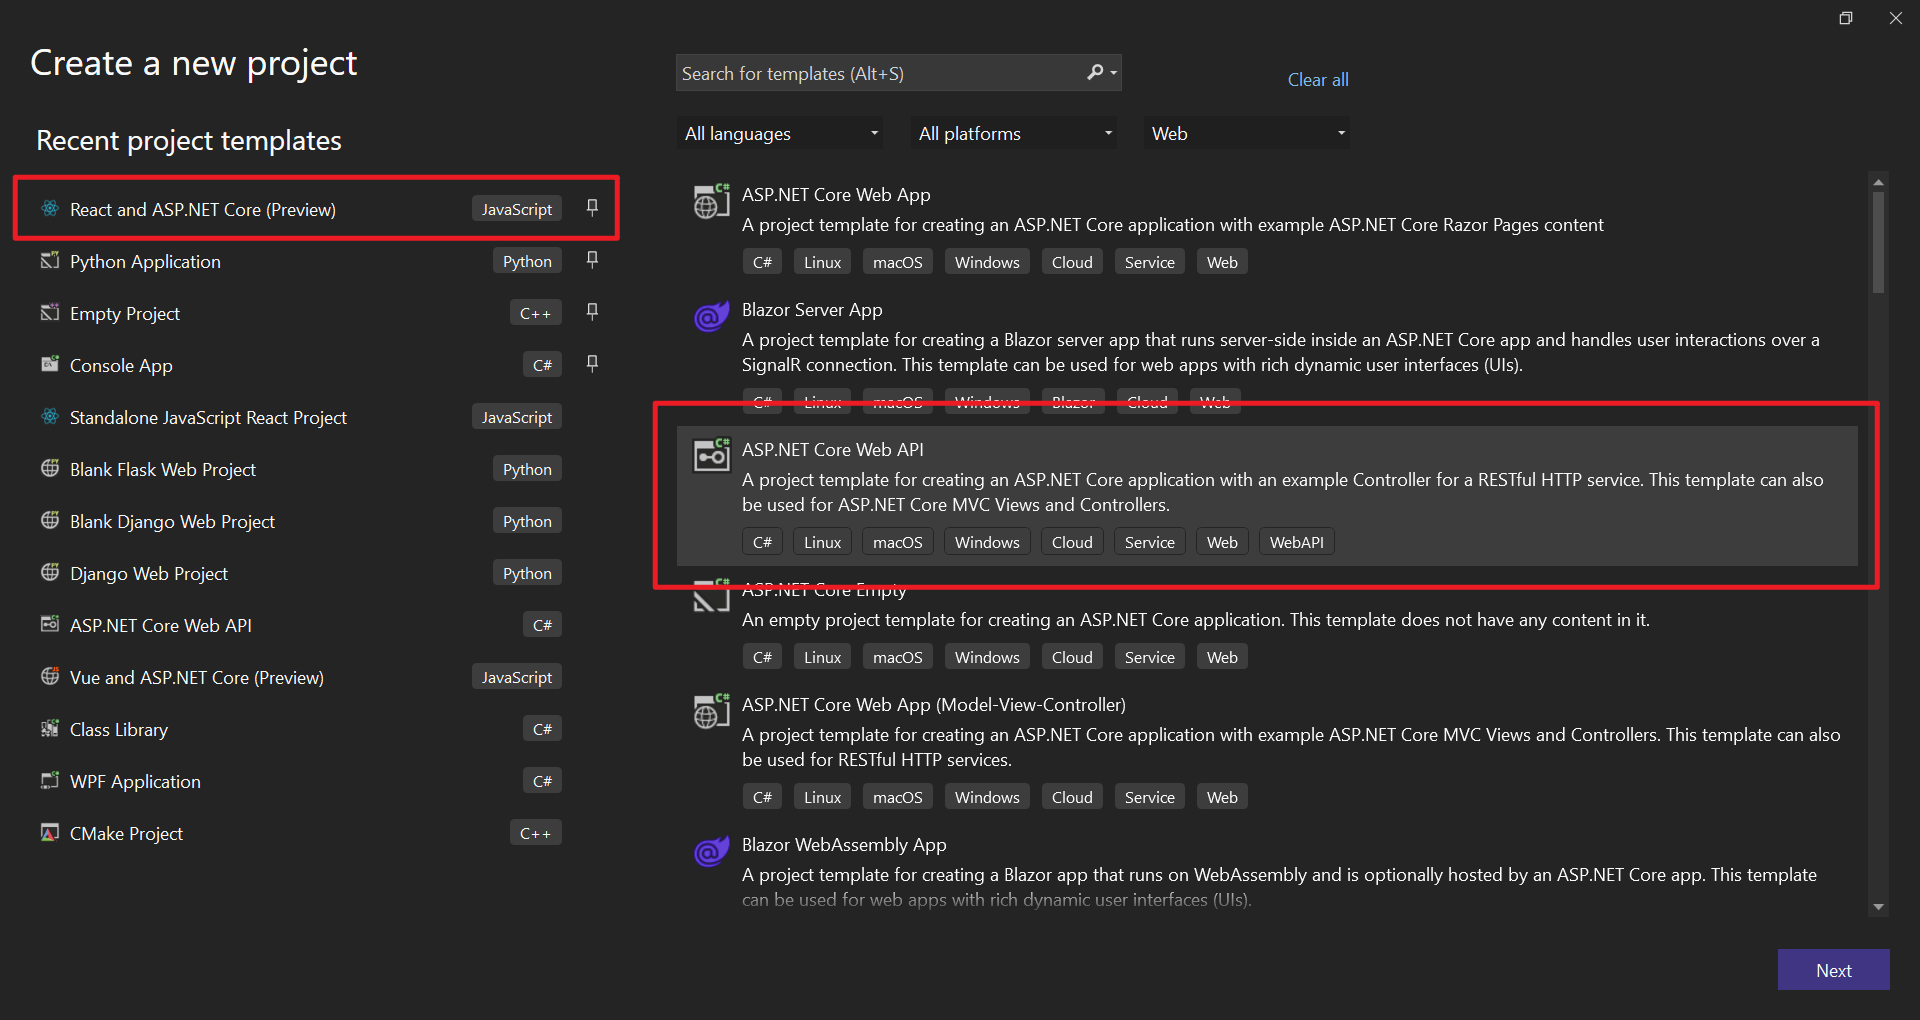 Create a new project
Recent project templates
React and ASP.NET Core (Preview) JavaScript
Python Application Python
Empty Project C++
Console App C#
Standalone JavaScript React Project JavaScript
Blank Flask Web Project Python
Blank Django Web Project Python
Django Web Project Python
ASP.NET Core Web API C#
Vue and ASP.NET Core (Preview) JavaScript
Class Library C#
WPF Application C#
CMake Project C++
Search for templates (Alt+S)
Clear all
All languages All platforms Web
ASP.NET Core Web App
A project template for creating an ASP.NET Core application with example ASP.NET Core Razor Pages content
C# Linux macOS Windows Cloud Service Web
Blazor Server App
A project template for creating a Blazor server app that runs server-side inside an ASP.NET Core app and handles user interactions over a
SignalR connection. This template can be used for web apps with rich dynamic user interfaces (UIs).
C# Linux macOS Windows Blazor Cloud Web
ASP.NET Core Web API
A project template for creating an ASP.NET Core application with an example Controller for a RESTful HTTP service. This template can also
be used for ASP.NET Core MVC Views and Controllers.
C# Linux macOS Windows Cloud Service Web WebAPI
ASP.NET Core Empty
An empty project template for creating an ASP.NET Core application. This template does not have any content in it.
C# Linux macOS Windows Cloud Service Web
ASP.NET Core Web App (Model-View-Controller)
A project template for creating an ASP.NET Core application with example ASP.NET Core MVC Views and Controllers. This template can also
be used for RESTful HTTP services.
C# Linux macOS Windows Cloud Service Web
Blazor WebAssembly App
A project template for creating a Blazor app that runs on WebAssembly and is optionally hosted by an ASP.NET Core app. This template
can be used for web apps with rich dynamic user interfaces (UIs).
Next